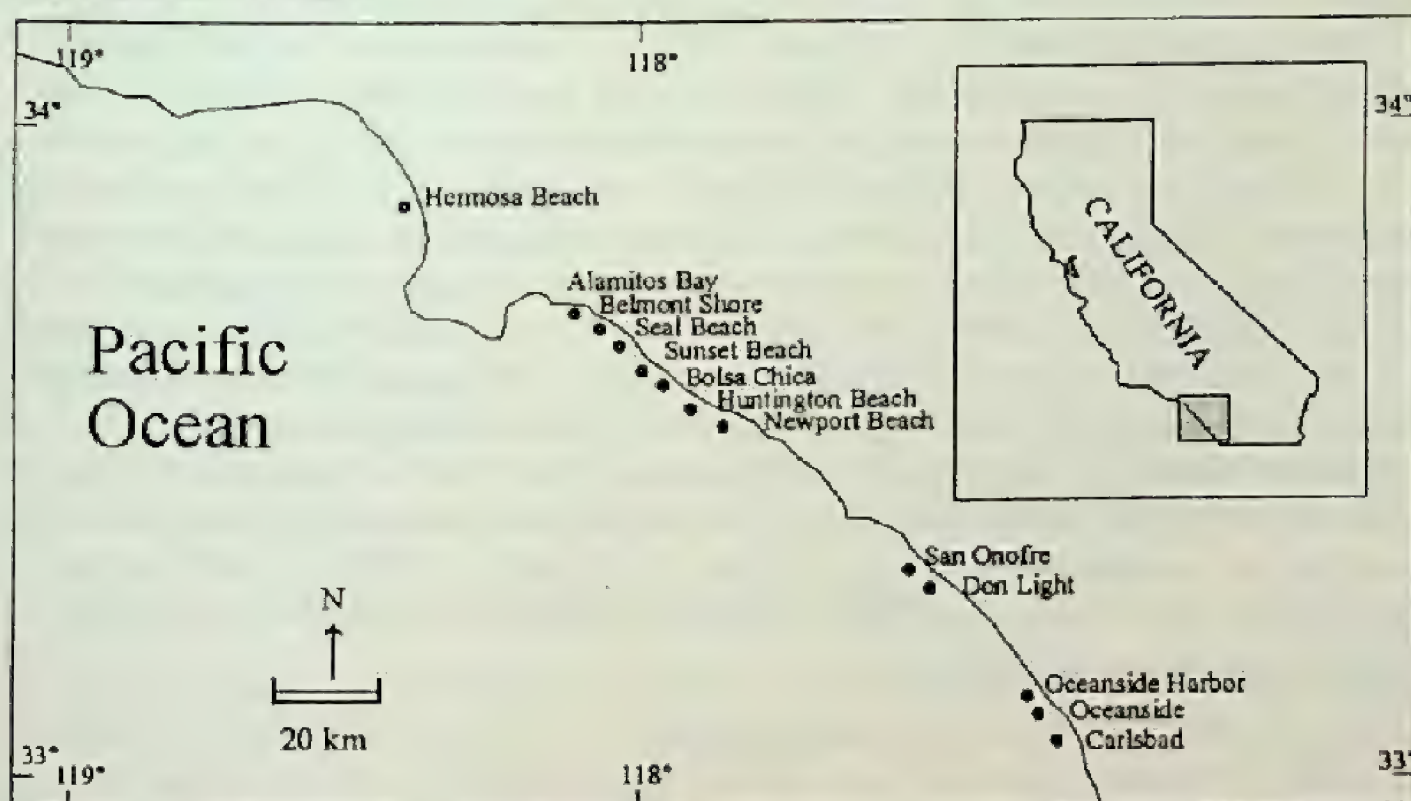 119°
118°
34°
34°
Hermosa Beach
Alamitos Bay
Belmont Shore
Seal Beach
Sunset Beach
Bolsa Chica
Huntington Beach
Newport Beach
Pacific
Ocean
CALIFORNIA
San Onofre
Don Light
N
20 km
Oceanside Harbor
Oceanside
Carlsbad
33°
119°
118°
33°